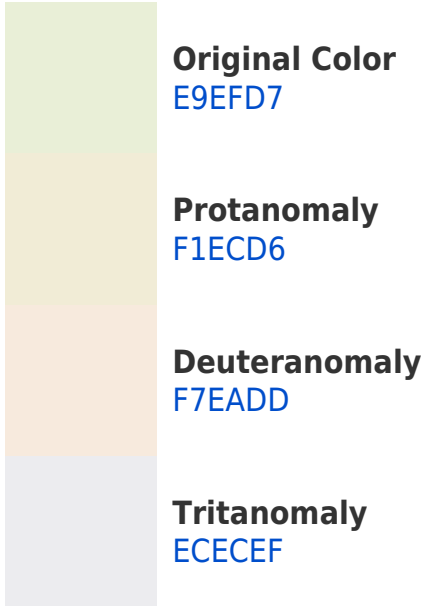 Original Color
E9EFD7
Protanomaly
F1ECD6
Deuteranomaly
F7EADD
Tritanomaly
ECECEF